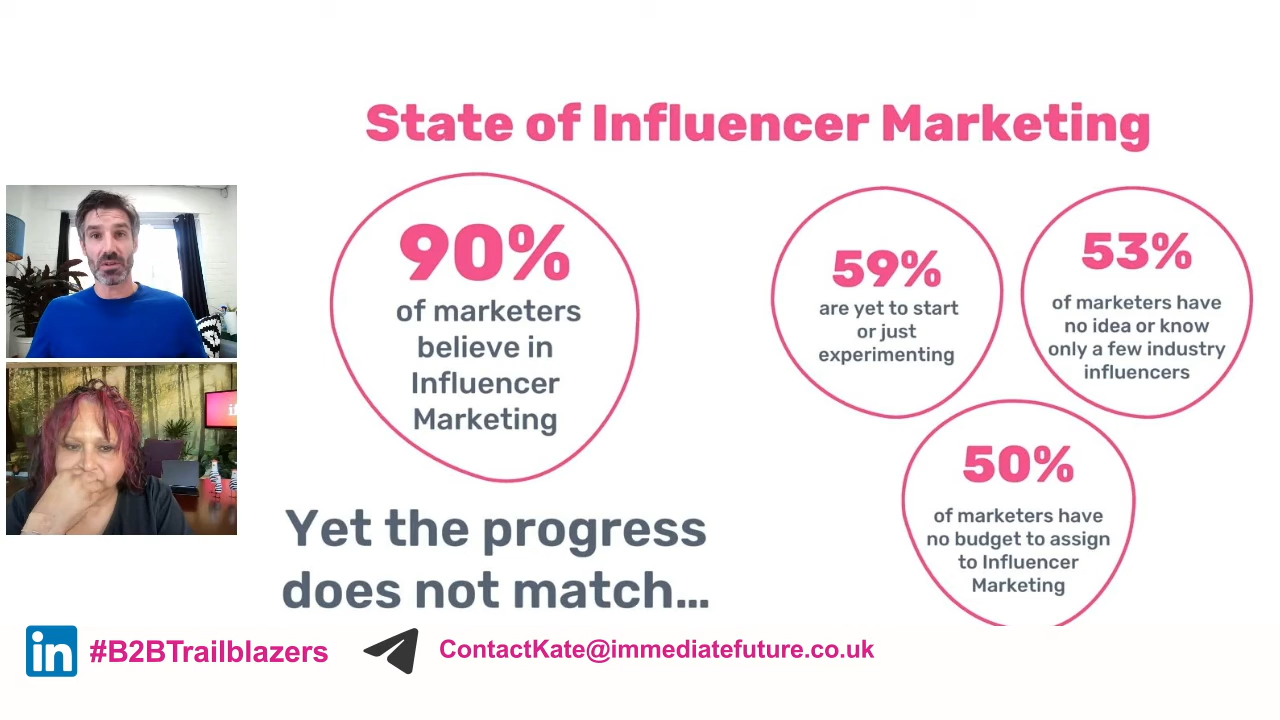 State of Influencer Marketing
90%
of marketers
believe in
Influencer
Marketing
59%
are yet to start
or just
experimenting
53%
of marketers have
no idea or know
only a few industry
influencers
50%
of marketers have
no budget to assign
to Influencer
Marketing
Yet the progress
does not match...
in
#B2BTrailblazers
ContactKate@immediatefuture.co.uk